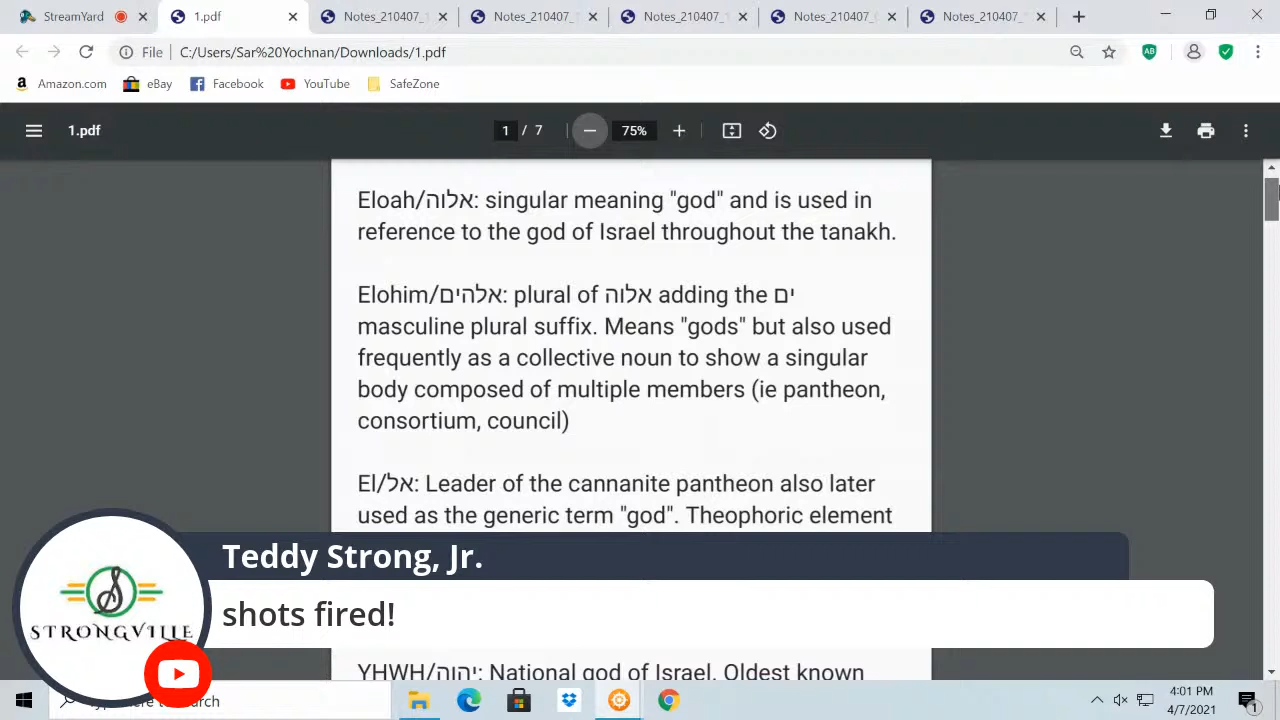 StreamYard
1.pdf
Notes_210407_
Notes_210407_1
Notes_210407_1
Notes_210407_
Notes_210407_1
File
C:/Users/Sar%20Yochnan/Downloads/1.pdf
Amazon.com
eBay
Facebook
YouTube
SafeZone
1.pdf
1 / 7
75%
Eloah/אלוה: singular meaning "god" and is used in
reference to the god of Israel throughout the tanakh.
Elohim/אלהים: plural of אלוה adding the ים
masculine plural suffix. Means "gods" but also used
frequently as a collective noun to show a singular
body composed of multiple members (ie pantheon,
consortium, council)
El/אל: Leader of the cannanite pantheon also later
used as the generic term "god". Theophoric element
Teddy Strong, Jr.
shots fired!
STRONGVILLE
YHWH/יהוה: National god of Israel. Oldest known
4:01 PM
4/7/2021